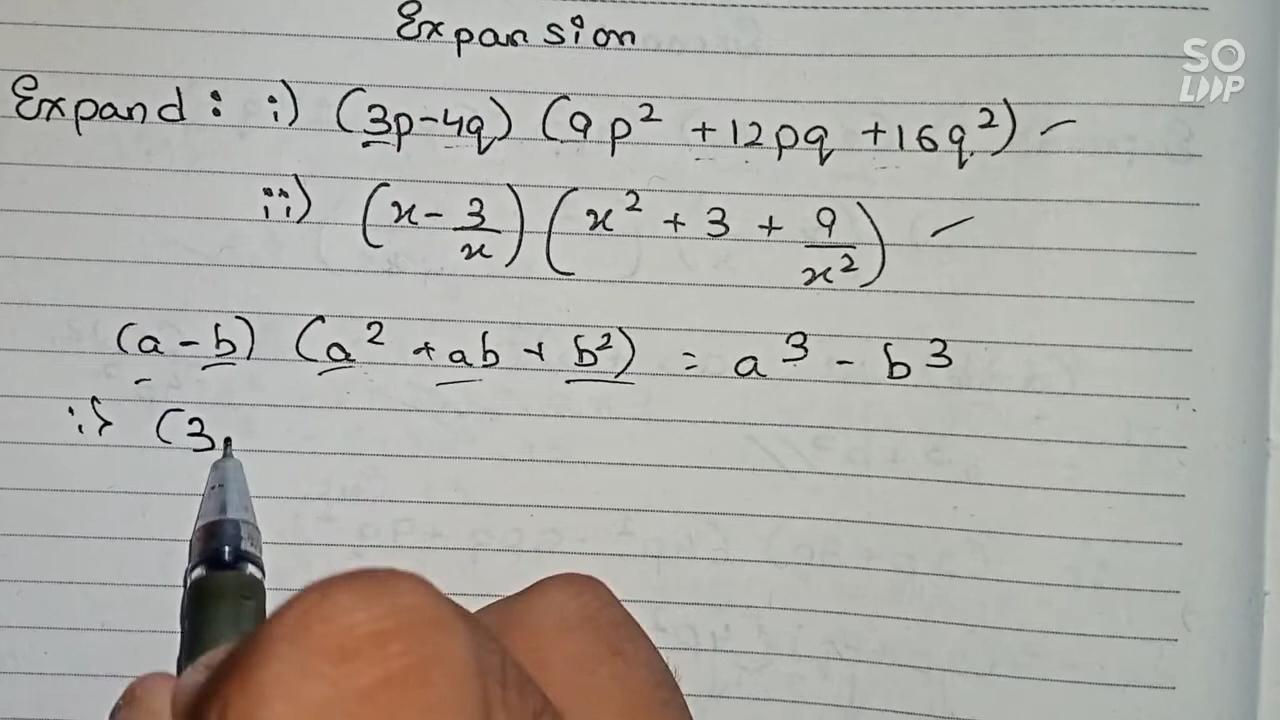 SO
LOOP
Expansion
Expand : i) (3p-4q) (9p² +12pq +16q²) –
ii) (x - 3/x) (x² + 3 + 9/x²) –
(a - b) (a² + ab + b²) = a³ - b³
i> (3